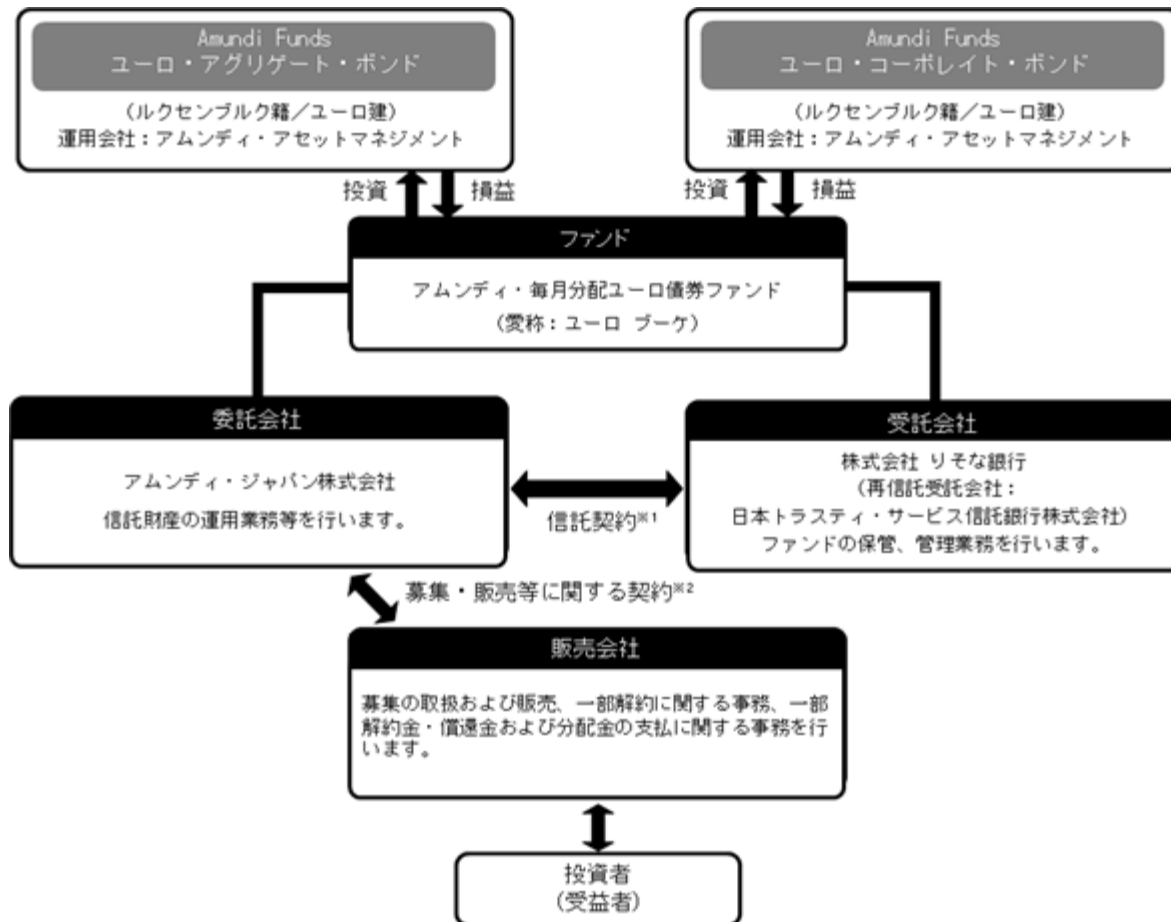 Amundi Funds
ユーロ・アグリゲート・ボンド
(ルクセンブルク籍／ユーロ建)
運用会社：アムンディ・アセットマネジメント
Amundi Funds
ユーロ・コーポレイト・ボンド
(ルクセンブルク籍／ユーロ建)
運用会社：アムンディ・アセットマネジメント
投資
損益
投資
損益
ファンド
アムンディ・毎月分配ユーロ債券ファンド
(愛称：ユーロ ブーケ)
委託会社
アムンディ・ジャパン株式会社
信託財産の運用業務等を行います。
信託契約※1
受託会社
株式会社 りそな銀行
(再信託受託会社：
日本トラスティ・サービス信託銀行株式会社)
ファンドの保管、管理業務を行います。
募集・販売等に関する契約※2
販売会社
募集の取扱および販売、一部解約に関する事務、一部
解約金・償還金および分配金の支払に関する事務を行
います。
投資者
(受益者)